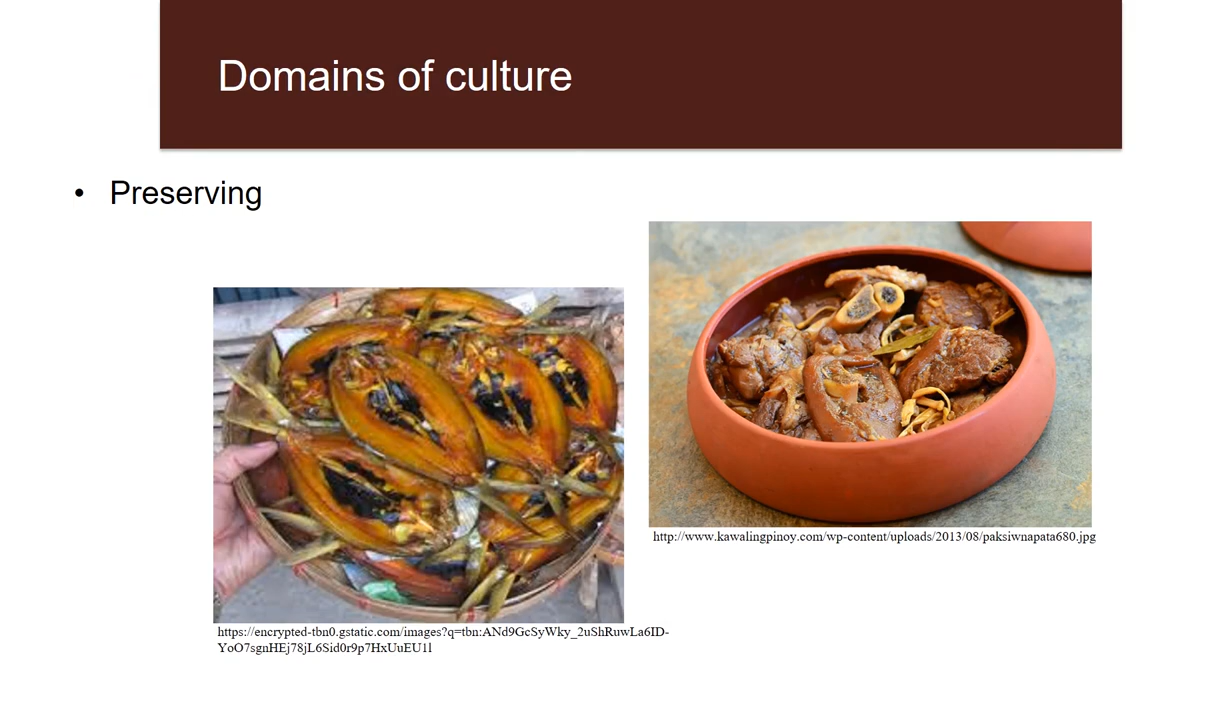 Domains of culture
• Preserving
http://www.kawalingpinoy.com/wp-content/uploads/2013/08/paksiwnapata680.jpg
https://encrypted-tbn0.gstatic.com/images?q=tbn:ANd9GcSyWky_2uShRuwLa6ID-
YoO7sgnHEj78jL6Sid0r9p7HxUuEU1l